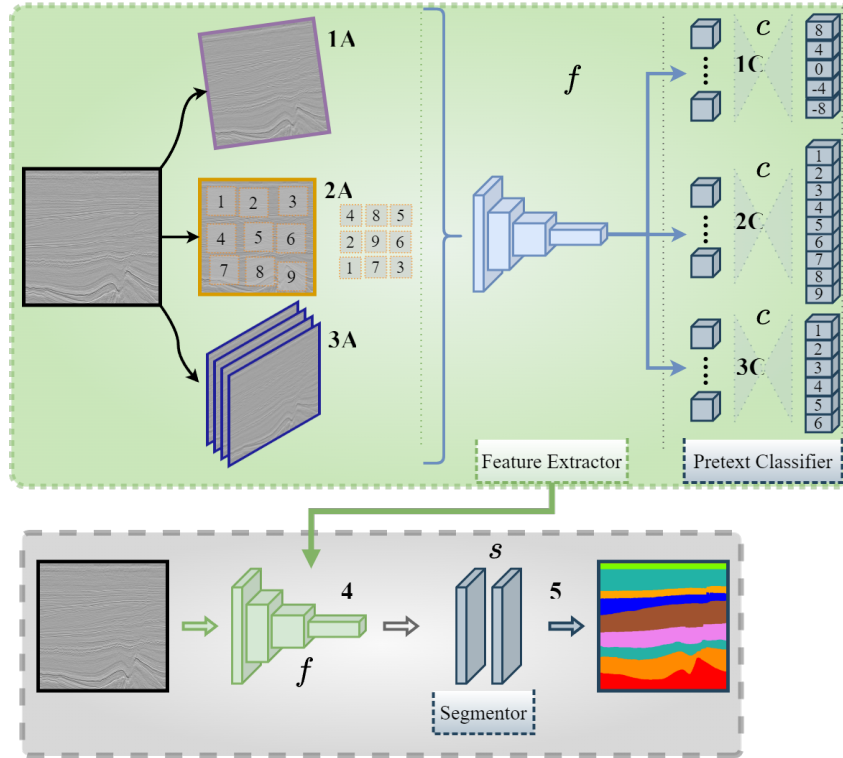 1A
2A
1 2 3
4 5 6
7 8 9
4 8 5
2 9 6
1 7 3
3A
f
c
1C
8
4
0
-4
-8
c
2C
1
2
3
4
5
6
7
8
9
c
3C
1
2
3
4
5
6
Feature Extractor
Pretext Classifier
4
f
s
5
Segmentor